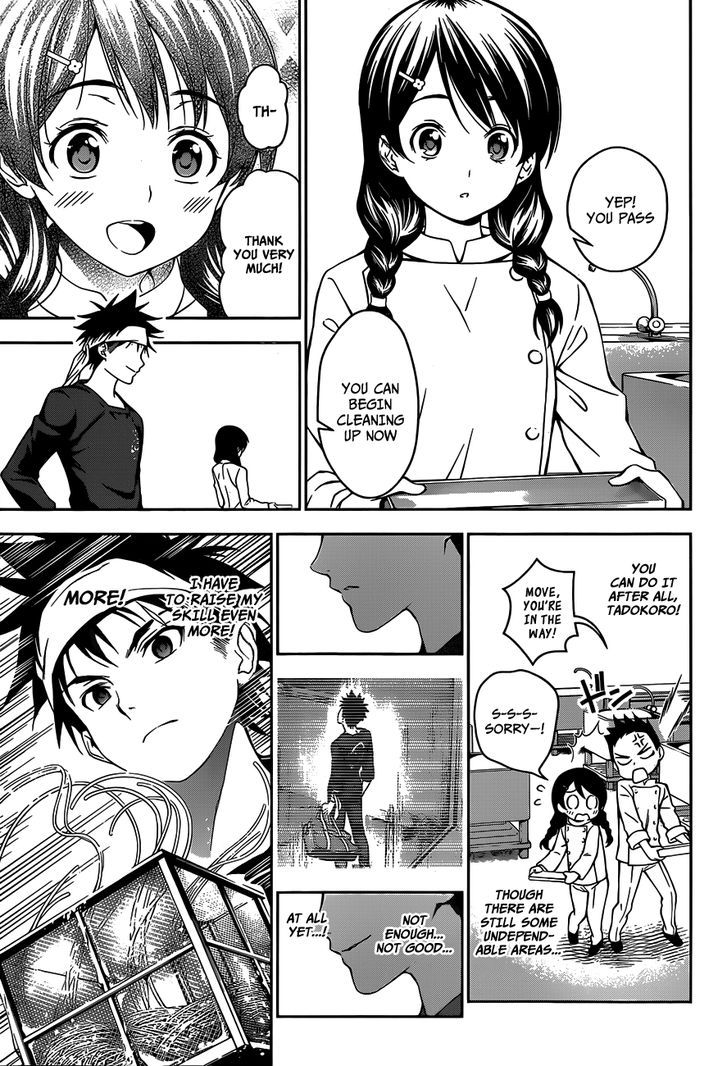 YEP!
YOU PASS
YOU CAN
BEGIN
CLEANING
UP NOW
TH-
THANK
YOU VERY
MUCH!
YOU
CAN DO IT
AFTER ALL,
TADOKORO!
MOVE,
YOU'RE
IN THE
WAY!
ドン
S-S-S-
SORRY–!
THOUGH
THERE ARE
STILL SOME
UNDEPEND-
ABLE AREAS...
NOT
ENOUGH...
NOT GOOD...
AT ALL
YET...!
I HAVE
TO RAISE MY
SKILL EVEN
MORE!
MORE!